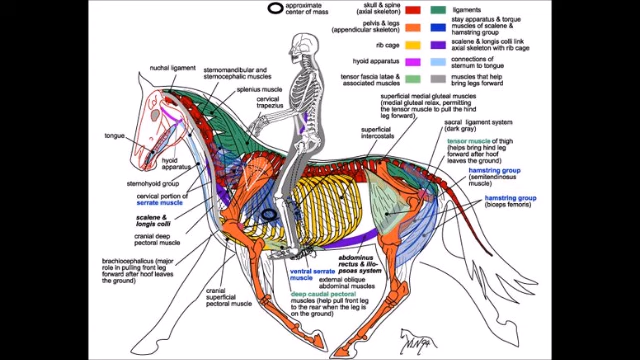 approximate
center of mass
skull & spine
(axial skeleton)
pelvis & legs
(appendicular skeleton)
rib cage
hyoid apparatus
tensor fascia latae &
associated muscles
ligaments
stay apparatus & torque
muscles of scalene &
hamstring group
scalene & longis coli link
axial skeleton with rib cage
connections of
sternum to tongue
muscles that help
bring legs forward
nuchal ligament
sternomandibular and
sternocephalic muscles
splenius muscle
cervical
trapezius
superficial medial gluteal muscles
(medial gluteal relax, permitting
the tensor muscle to pull the hind
leg forward)
superficial
intercostals
sacral ligament system
(dark gray)
tensor muscle of thigh
(helps bring hind leg
forward after hoof
leaves the ground)
hamstring group
(semitendinosus
muscle)
hamstring group
(biceps femoris)
tongue
hyoid
apparatus
sternohyoid group
cervical portion of
serrate muscle
scalene &
longis colli
cranial deep
pectoral muscle
brachiocephalicus (major
role in pulling front leg
forward after hoof leaves
the ground)
cranial
superficial
pectoral muscle
ventral serrate
muscle
abdominus
rectus & ilio-
psoas system
external oblique
abdominal muscles
deep caudal pectoral
muscles (help pull front leg
to the rear when the leg is
on the ground)